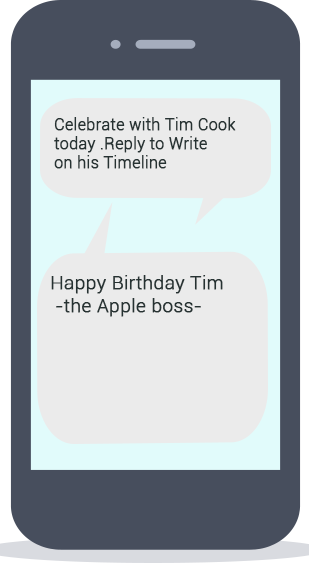 Celebrate with Tim Cook
today .Reply to Write
on his Timeline
Happy Birthday Tim
-the Apple boss-